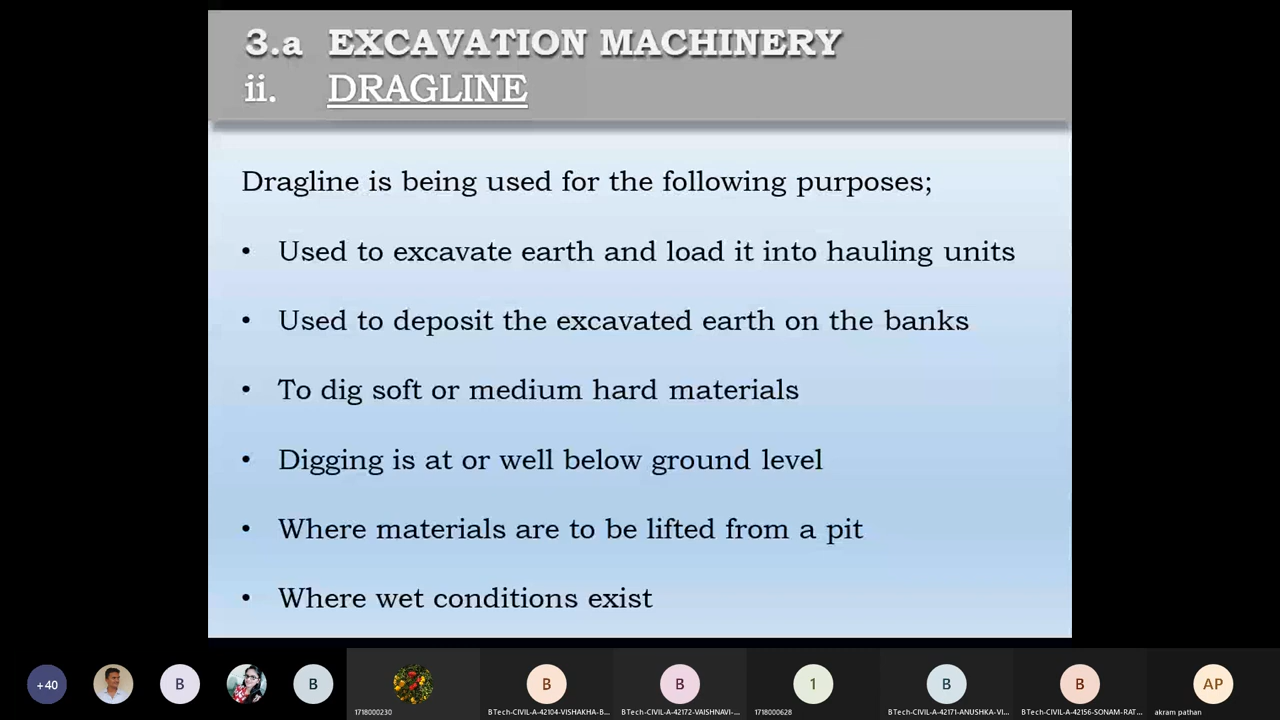 3.a EXCAVATION MACHINERY
ii. DRAGLINE
Dragline is being used for the following purposes;
• Used to excavate earth and load it into hauling units
• Used to deposit the excavated earth on the banks
• To dig soft or medium hard materials
• Digging is at or well below ground level
• Where materials are to be lifted from a pit
• Where wet conditions exist
+40 B B B B 1 B B AP
1718000230 BTech-CIVIL-A-42104-VISHAKHA-B... BTech-CIVIL-A-42172-VAISHNAVI-... 1718000628 BTech-CIVIL-A-42171-ANUSHKA-VI... BTech-CIVIL-A-42156-SONAM-RAT... akram pathan